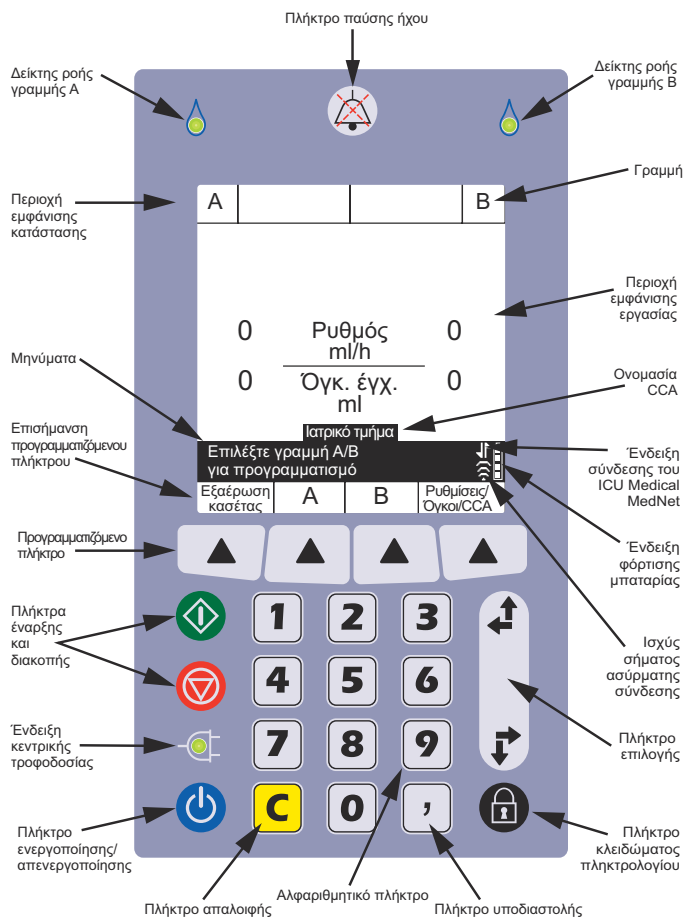 Πλήκτρο παύσης ήχου
Δείκτης ροής
γραμμής A
Δείκτης ροής
γραμμής B
Γραμμή
Περιοχή
εμφάνισης
κατάστασης
A
B
Περιοχή
εμφάνισης
εργασίας
0
Ρυθμός
0
ml/h
0
Όγκ. έγχ.
0
ml
Μηνύματα
Ονομασία
CCA
Ιατρικό τμήμα
Επισήμανση
προγραμματιζόμενου
πλήκτρου
Επιλέξτε γραμμή A/B
για προγραμματισμό
Ένδειξη
σύνδεσης του
ICU Medical
MedNet
Εξαέρωση
κασέτας
A
B
Ρυθμίσεις/
Όγκοι/CCA
Προγραμματιζόμενο
πλήκτρο
Ένδειξη
φόρτισης
μπαταρίας
Πλήκτρα
έναρξης
και
διακοπής
1
2
3
4
5
6
Ισχύς
σήματος
ασύρματης
σύνδεσης
Ένδειξη
κεντρικής
τροφοδοσίας
7
8
9
Πλήκτρο
επιλογής
C
0
,
Πλήκτρο
ενεργοποίησης/
απενεργοποίησης
Πλήκτρο
κλειδώματος
πληκτρολογίου
Πλήκτρο απαλοιφής
Αλφαριθμητικό πλήκτρο
Πλήκτρο υποδιαστολής